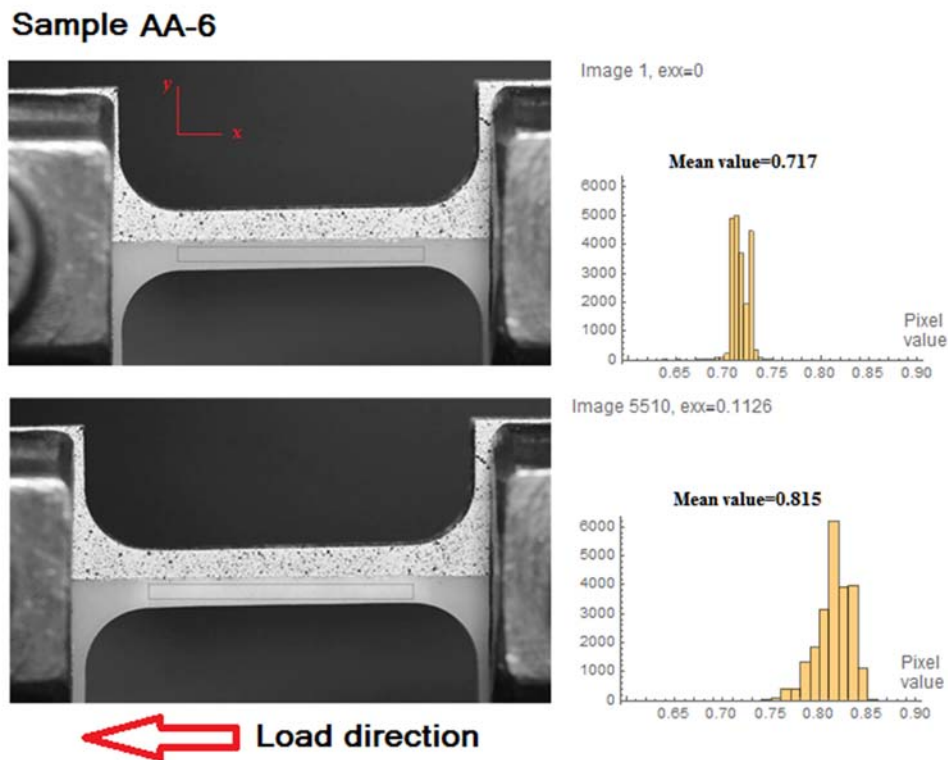 Sample AA-6
y
x
Image 1, exx=0
Mean value=0.717
6000
5000
4000
3000
2000
1000
0
0.65 0.70 0.75 0.80 0.85 0.90
Pixel
value
Image 5510, exx=0.1126
Mean value=0.815
6000
5000
4000
3000
2000
1000
0
0.65 0.70 0.75 0.80 0.85 0.90
Pixel
value
Load direction